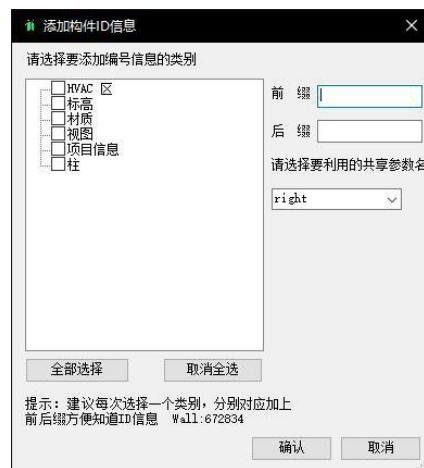 添加构件ID信息
请选择要添加编号信息的类别
HVAC 区
标高
材质
视图
项目信息
柱
前 缀
后 缀
请选择要利用的共享参数名
right
全部选择
取消全选
提示：建议每次选择一个类别，分别对应加上
前后缀方便知道ID信息 Wall:672834
确认
取消